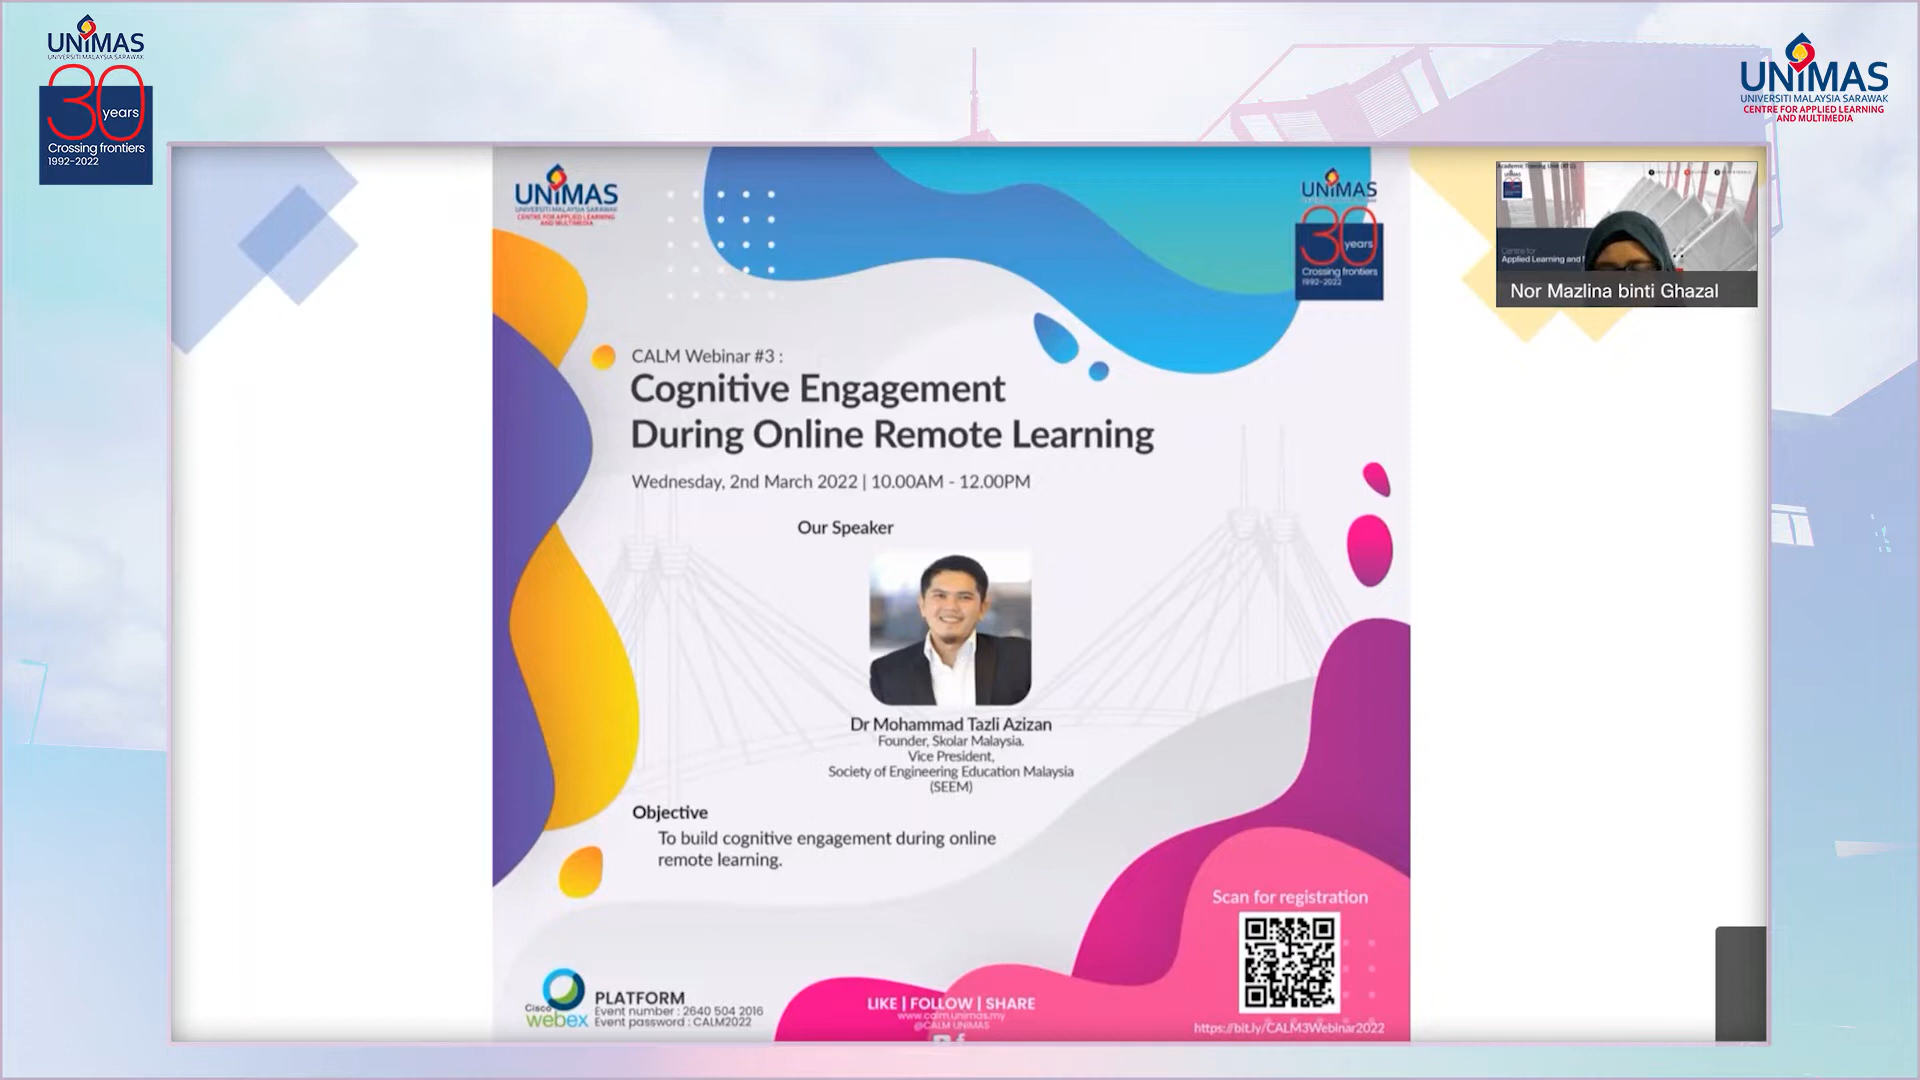 UNIMAS
UNIVERSITI MALAYSIA SARAWAK
30 years
Crossing frontiers
1992-2022
UNIMAS
UNIVERSITI MALAYSIA SARAWAK
CENTRE FOR APPLIED LEARNING
AND MULTIMEDIA
UNIMAS
UNIVERSITI MALAYSIA SARAWAK
CENTRE FOR APPLIED LEARNING
AND MULTIMEDIA
UNIMAS
30 years
Crossing frontiers
1992-2022
Centre for
Applied Learning and
Nor Mazlina binti Ghazal
CALM Webinar #3 :
Cognitive Engagement
During Online Remote Learning
Wednesday, 2nd March 2022 | 10.00AM - 12.00PM
Our Speaker
Dr Mohammad Tazli Azizan
Founder, Skolar Malaysia.
Vice President,
Society of Engineering Education Malaysia
(SEEM)
Objective
To build cognitive engagement during online
remote learning.
Scan for registration
https://bit.ly/CALM3Webinar2022
Cisco
webex
PLATFORM
Event number : 2640 504 2016
Event password : CALM2022
LIKE | FOLLOW | SHARE
www.calm.unimas.my
@CALM UNIMAS